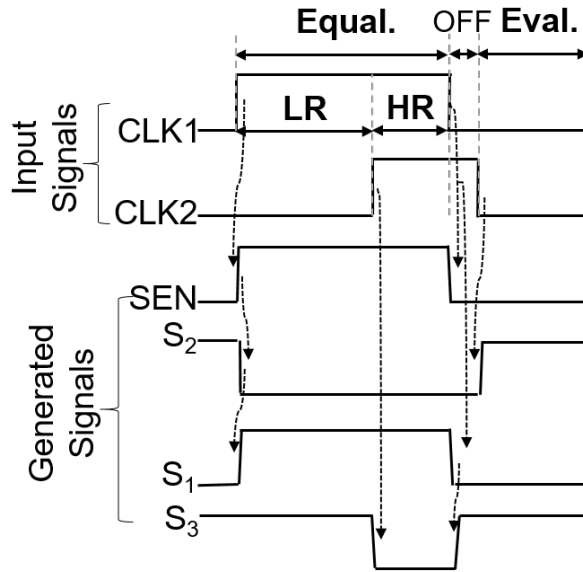 Equal. OFF Eval.
LR HR
CLK1
CLK2
Input Signals
SEN
S₂
S₁
S₃
Generated Signals